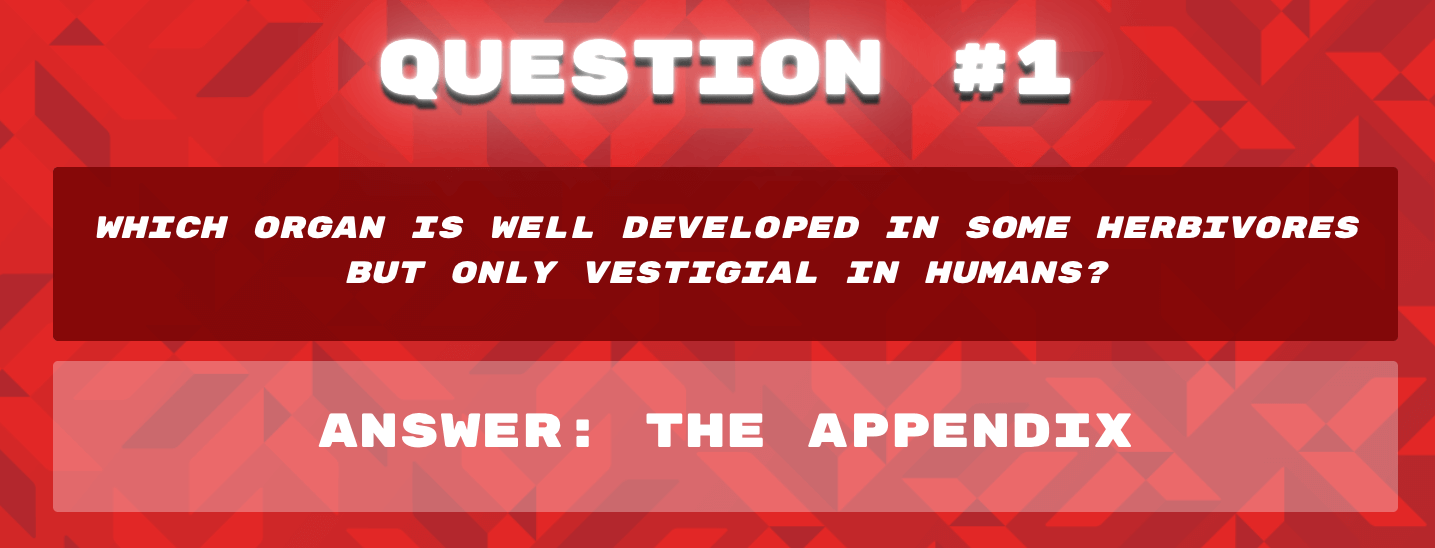 QUESTION #1
WHICH ORGAN IS WELL DEVELOPED IN SOME HERBIVORES
BUT ONLY VESTIGIAL IN HUMANS?
ANSWER: THE APPENDIX